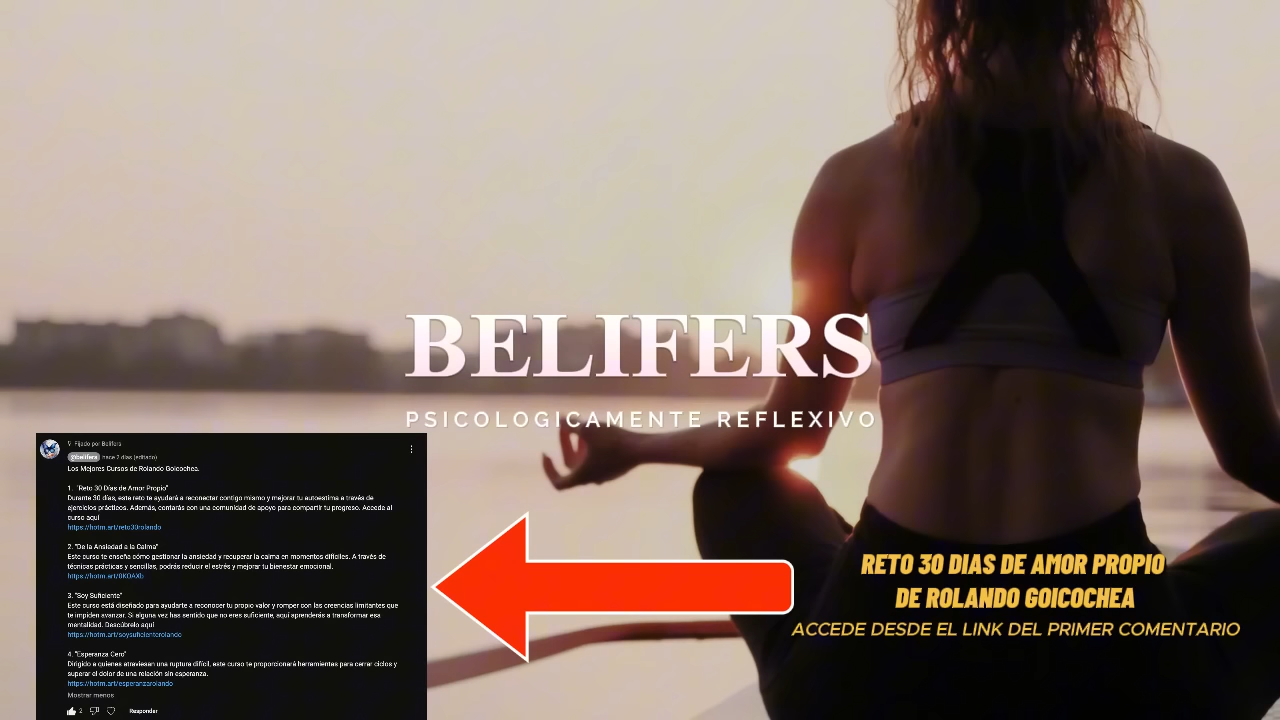 BELIFERS
PSICOLOGICAMENTE REFLEXIVO
Fijado por Belifers
@belifers hace 2 días (editado)
Los Mejores Cursos de Rolando Goicochea.
1. "Reto 30 Días de Amor Propio"
Durante 30 días, este reto te ayudará a reconectar contigo mismo y mejorar tu autoestima a través de
ejercicios prácticos. Además, contarás con una comunidad de apoyo para compartir tu progreso. Accede al
curso aquí
https://hotm.art/reto30rolando
2. "De la Ansiedad a la Calma"
Este curso te enseña cómo gestionar la ansiedad y recuperar la calma en momentos difíciles. A través de
técnicas prácticas y sencillas, podrás reducir el estrés y mejorar tu bienestar emocional.
https://hotm.art/0KOAXb
3. "Soy Suficiente"
Este curso está diseñado para ayudarte a reconocer tu propio valor y romper con las creencias limitantes que
te impiden avanzar. Si alguna vez has sentido que no eres suficiente, aquí aprenderás a transformar esa
mentalidad. Descúbrelo aquí
https://hotm.art/soysuficienterolando
4. "Esperanza Cero"
Dirigido a quienes atraviesan una ruptura difícil, este curso te proporcionará herramientas para cerrar ciclos y
superar el dolor de una relación sin esperanza.
https://hotm.art/esperanzarolando
Mostrar menos
2 Responder
RETO 30 DIAS DE AMOR PROPIO
DE ROLANDO GOICOCHEA
ACCEDE DESDE EL LINK DEL PRIMER COMENTARIO